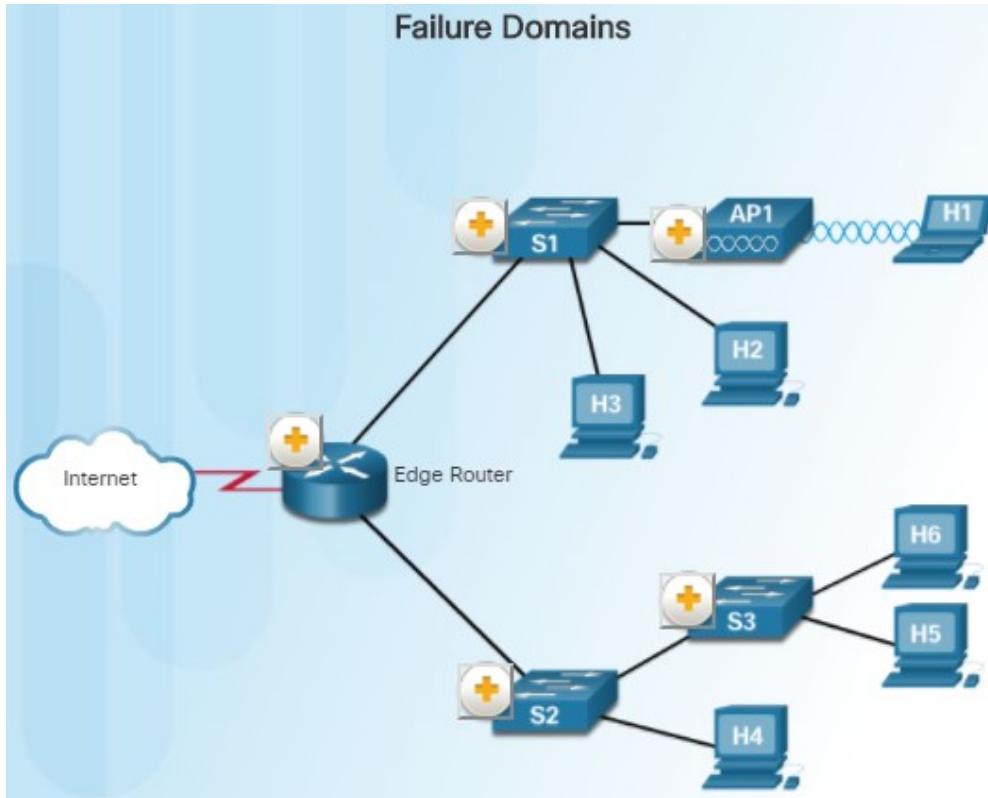 Failure Domains
S1
AP1
H1
H2
H3
Internet
Edge Router
H6
S3
H5
S2
H4